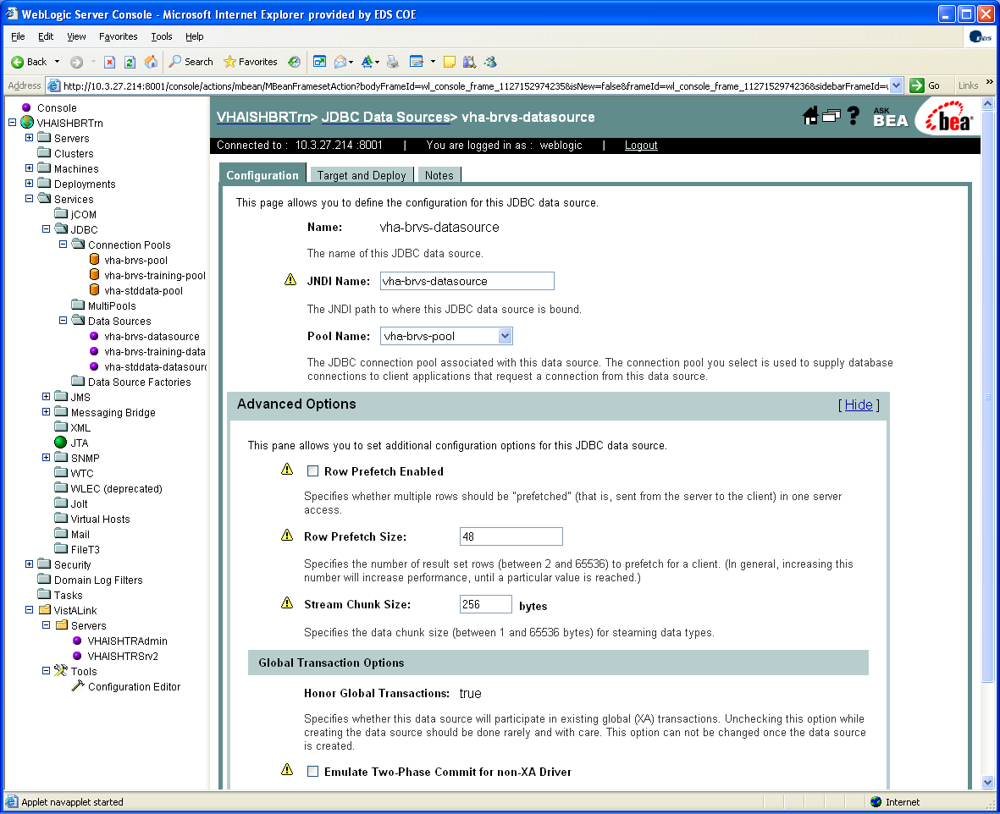 WebLogic Server Console - Microsoft Internet Explorer provided by EDS COE
File Edit View Favorites Tools Help
EDS
Back Search Favorites
Address http://10.3.27.214:8001/console/actions/mbean/MBeanFramesetAction?bodyFrameId=wl_console_frame_1127152974235&isNew=false&frameId=wl_console_frame_1127152974236&sidebarFrameId= Go Links »
Console
VHAISHBRTrn
Servers
Clusters
Machines
Deployments
Services
jCOM
JDBC
Connection Pools
vha-brvs-pool
vha-brvs-training-pool
vha-stddata-pool
MultiPools
Data Sources
vha-brvs-datasource
vha-brvs-training-data
vha-stddata-datasourc
Data Source Factories
JMS
Messaging Bridge
XML
JTA
SNMP
WTC
WLEC (deprecated)
Jolt
Virtual Hosts
Mail
FileT3
Security
Domain Log Filters
Tasks
VistALink
Servers
VHAISHTRAdmin
VHAISHTRSrv2
Tools
Configuration Editor
VHAISHBRTrn> JDBC Data Sources> vha-brvs-datasource
? ASK BEA bea
Connected to : 10.3.27.214 :8001 | You are logged in as : weblogic | Logout
Configuration Target and Deploy Notes
This page allows you to define the configuration for this JDBC data source.
Name: vha-brvs-datasource
The name of this JDBC data source.
JNDI Name: vha-brvs-datasource
The JNDI path to where this JDBC data source is bound.
Pool Name: vha-brvs-pool
The JDBC connection pool associated with this data source. The connection pool you select is used to supply database
connections to client applications that request a connection from this data source.
Advanced Options [ Hide ]
This pane allows you to set additional configuration options for this JDBC data source.
Row Prefetch Enabled
Specifies whether multiple rows should be "prefetched" (that is, sent from the server to the client) in one server
access.
Row Prefetch Size: 48
Specifies the number of result set rows (between 2 and 65536) to prefetch for a client. (In general, increasing this
number will increase performance, until a particular value is reached.)
Stream Chunk Size: 256 bytes
Specifies the data chunk size (between 1 and 65536 bytes) for steaming data types.
Global Transaction Options
Honor Global Transactions: true
Specifies whether this data source will participate in existing global (XA) transactions. Unchecking this option while
creating the data source should be done rarely and with care. This option can not be changed once the data source
is created.
Emulate Two-Phase Commit for non-XA Driver
Applet navapplet started Internet